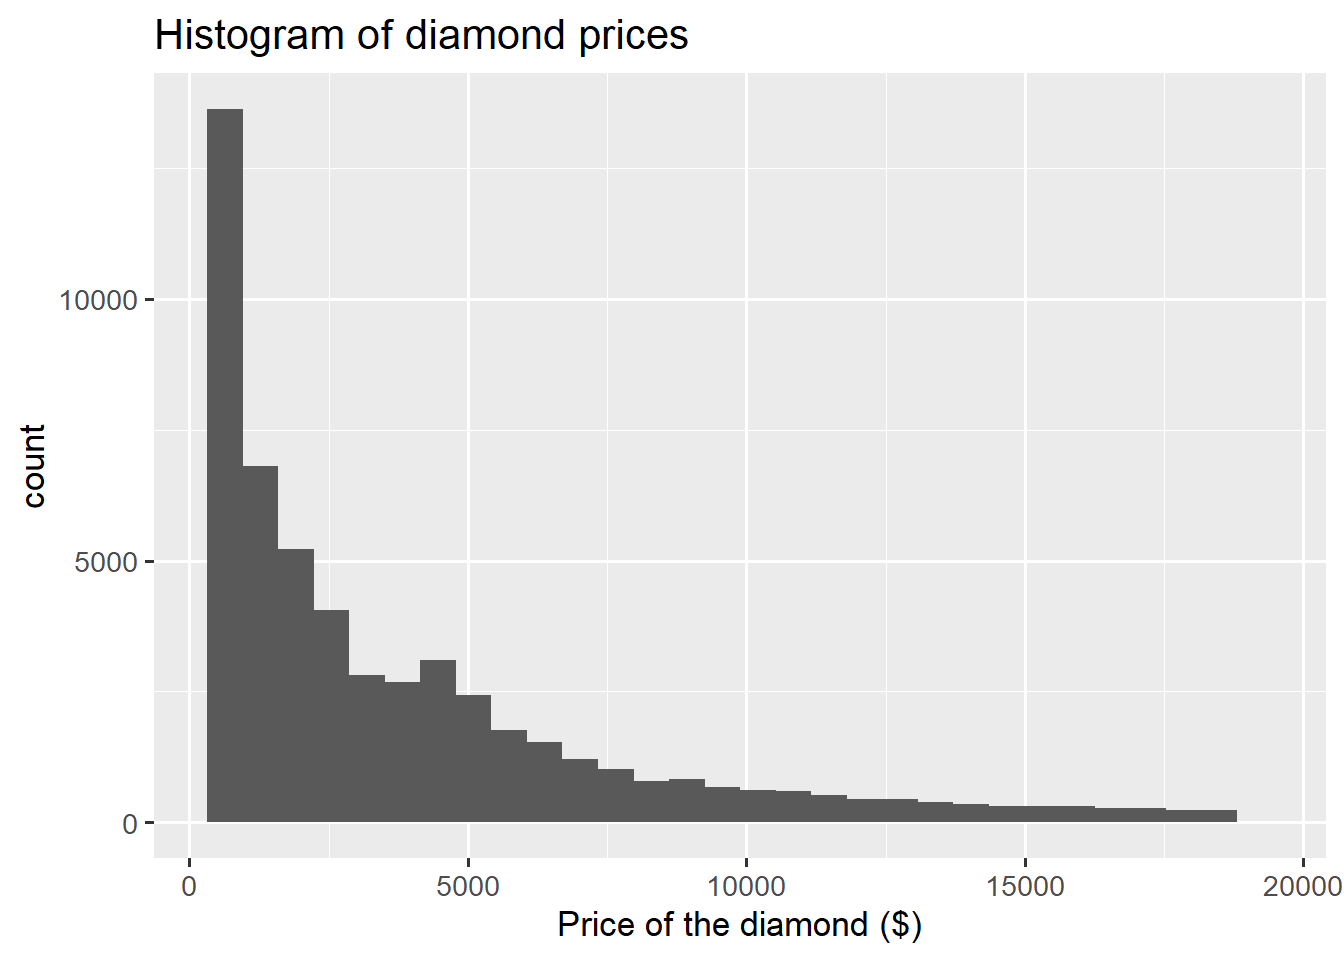 Histogram of diamond prices
10000
5000
0
count
0 5000 10000 15000 20000
Price of the diamond ($)